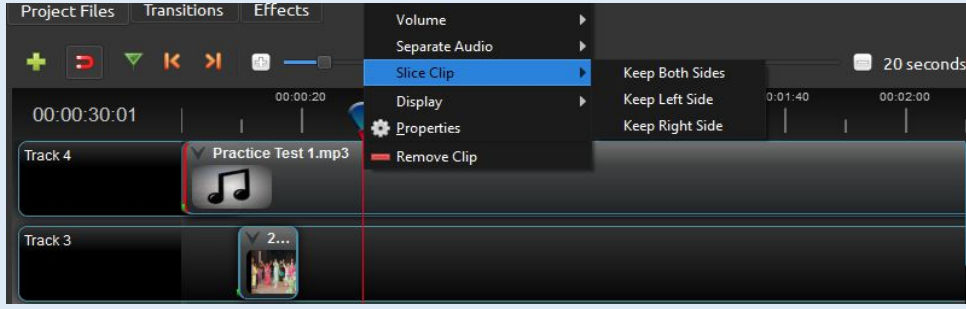 Project Files Transitions Effects
Volume
Separate Audio
Slice Clip
Keep Both Sides
Keep Left Side
Keep Right Side
Display
Properties
Remove Clip
20 seconds
00:00:30:01
00:00:20
0:01:40
00:02:00
Track 4
Practice Test 1.mp3
Track 3
2...